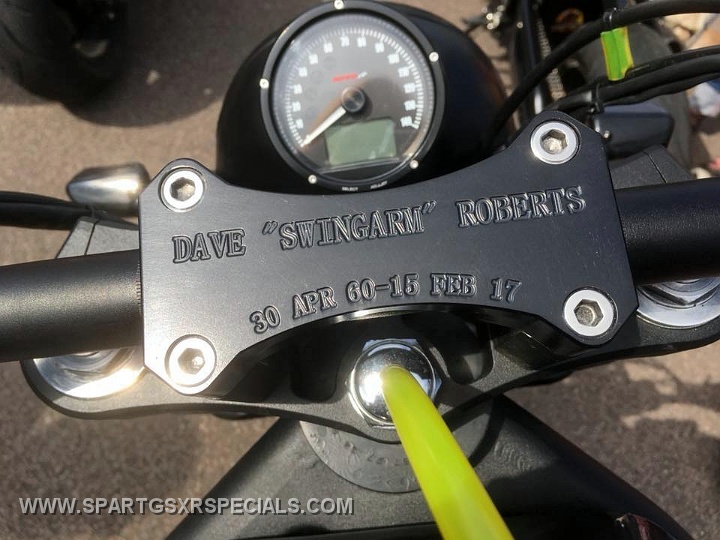 DAVE "SWINGARM" ROBERTS
30 APR 60-15 FEB 17
WWW.SPARTGSXRSPECIALS.COM